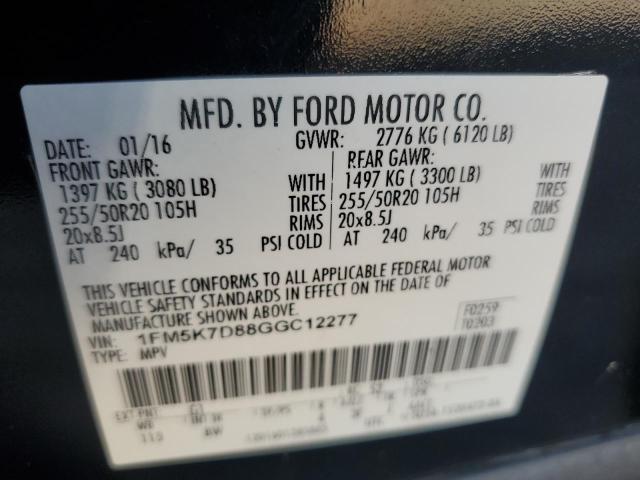 MFD. BY FORD MOTOR CO.
DATE: 01/16 GVWR: 2776 KG ( 6120 LB)
FRONT GAWR: REAR GAWR:
1397 KG ( 3080 LB) WITH 1497 KG ( 3300 LB) WITH
255/50R20 105H TIRES 255/50R20 105H TIRES
20x8.5J RIMS 20x8.5J RIMS
AT 240 kPa/ 35 PSI COLD AT 240 kPa/ 35 PSI COLD
THIS VEHICLE CONFORMS TO ALL APPLICABLE FEDERAL MOTOR
VEHICLE SAFETY STANDARDS IN EFFECT ON THE DATE OF
MANUFACTURE SHOWN ABOVE.
VIN: 1FM5K7D88GGC12277 F0259
TYPE: MPV T0203
EXT PNT: